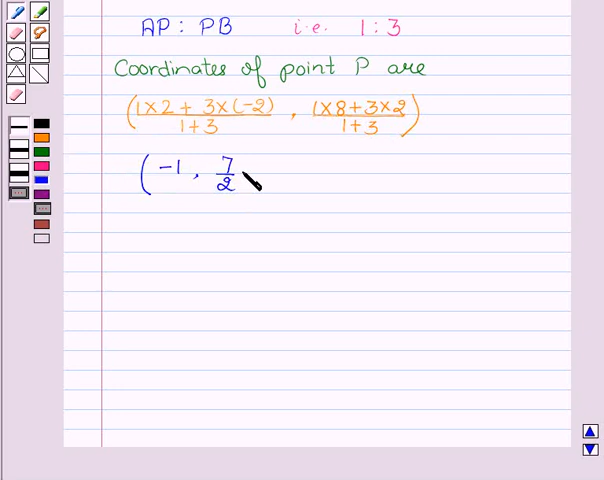 AP : PB i.e. 1 : 3
Coordinates of point P are
(1×2 + 3×(-2)/1+3 , 1×8+3×2/1+3)
(-1, 7/2